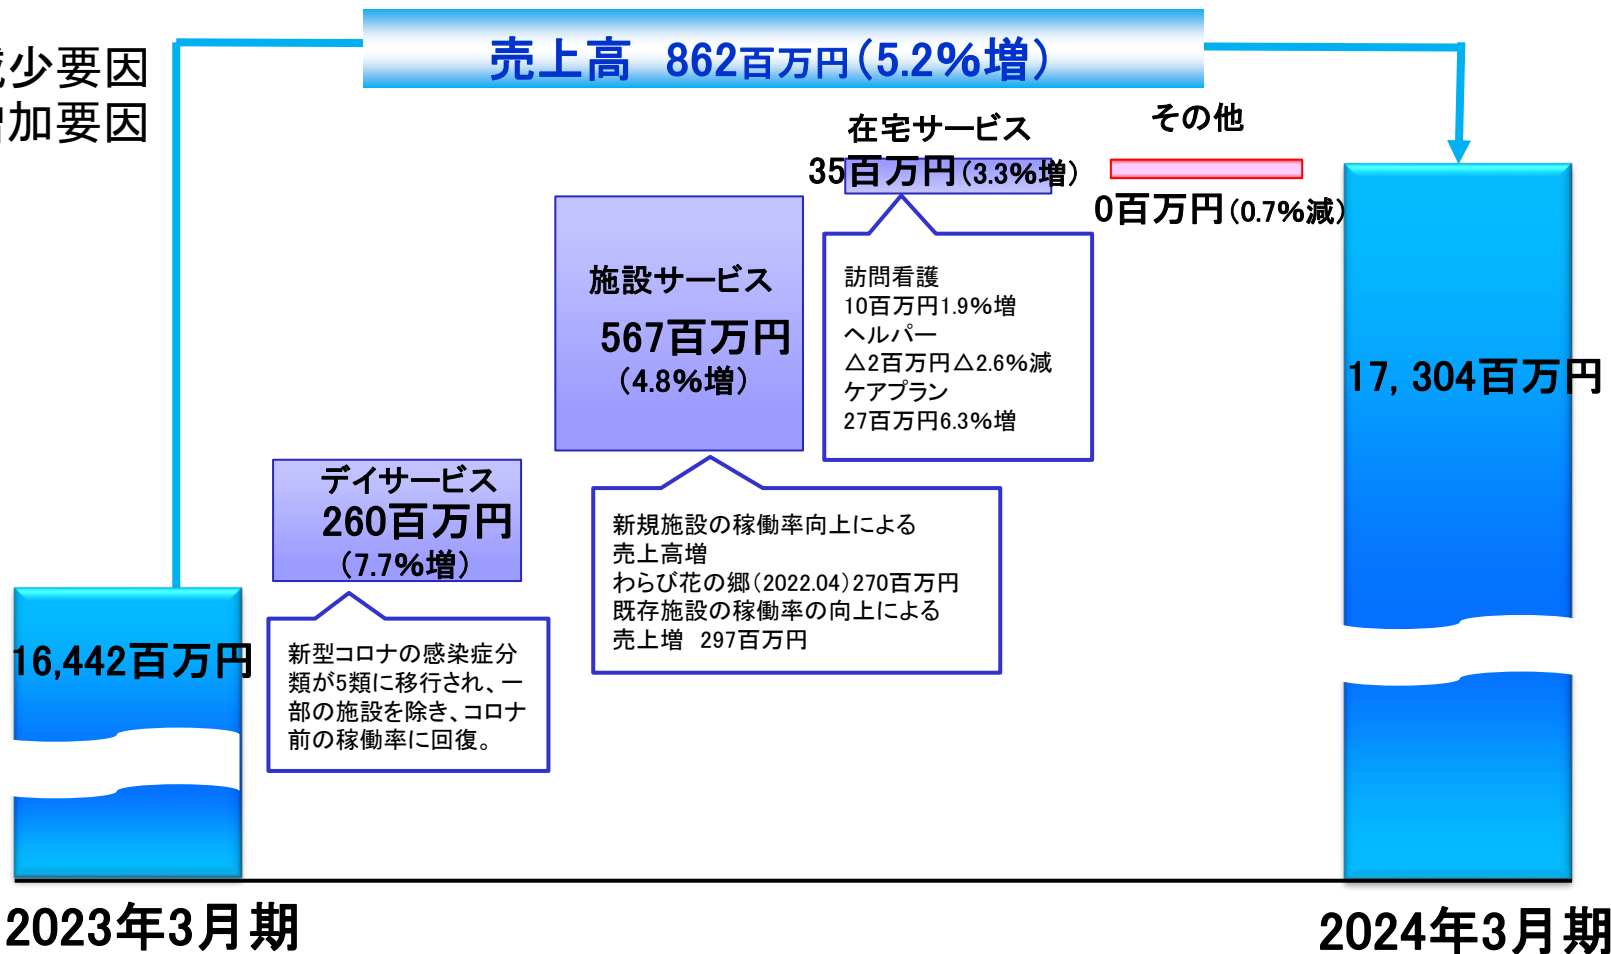 売上高 862百万円(5.2%増)
少要因
加要因
在宅サービス
35百万円(3.3%増)
その他
0百万円(0.7%減)
施設サービス
567百万円
(4.8%増)
訪問看護
10百万円1.9%増
ヘルパー
△2百万円△2.6%減
ケアプラン
27百万円6.3%増
17, 304百万円
デイサービス
260百万円
(7.7%増)
新規施設の稼働率向上による
売上高増
わらび花の郷(2022.04)270百万円
既存施設の稼働率の向上による
売上増 297百万円
16,442百万円
新型コロナの感染症分
類が5類に移行され、一
部の施設を除き、コロナ
前の稼働率に回復。
2023年3月期
2024年3月期